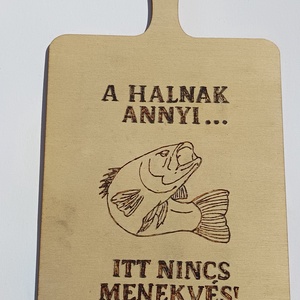 A HALNAK
ANNYI...
ITT NINCS
MENEKVÉS!